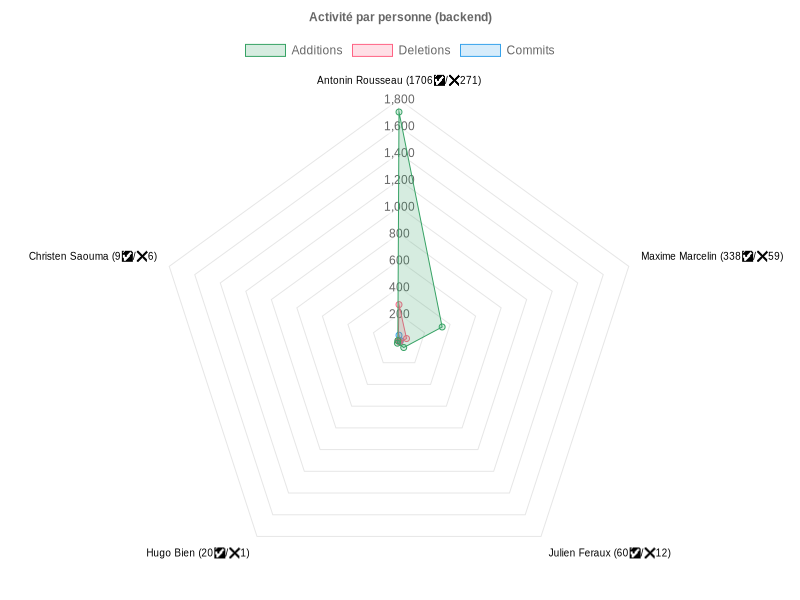 Activité par personne (backend)
Additions Deletions Commits
Antonin Rousseau (1706✅/❌271)
1,800
1,600
1,400
1,200
1,000
800
600
400
200
Christen Saouma (9✅/❌6)
Maxime Marcelin (338✅/❌59)
Hugo Bien (20✅/❌1)
Julien Feraux (60✅/❌12)